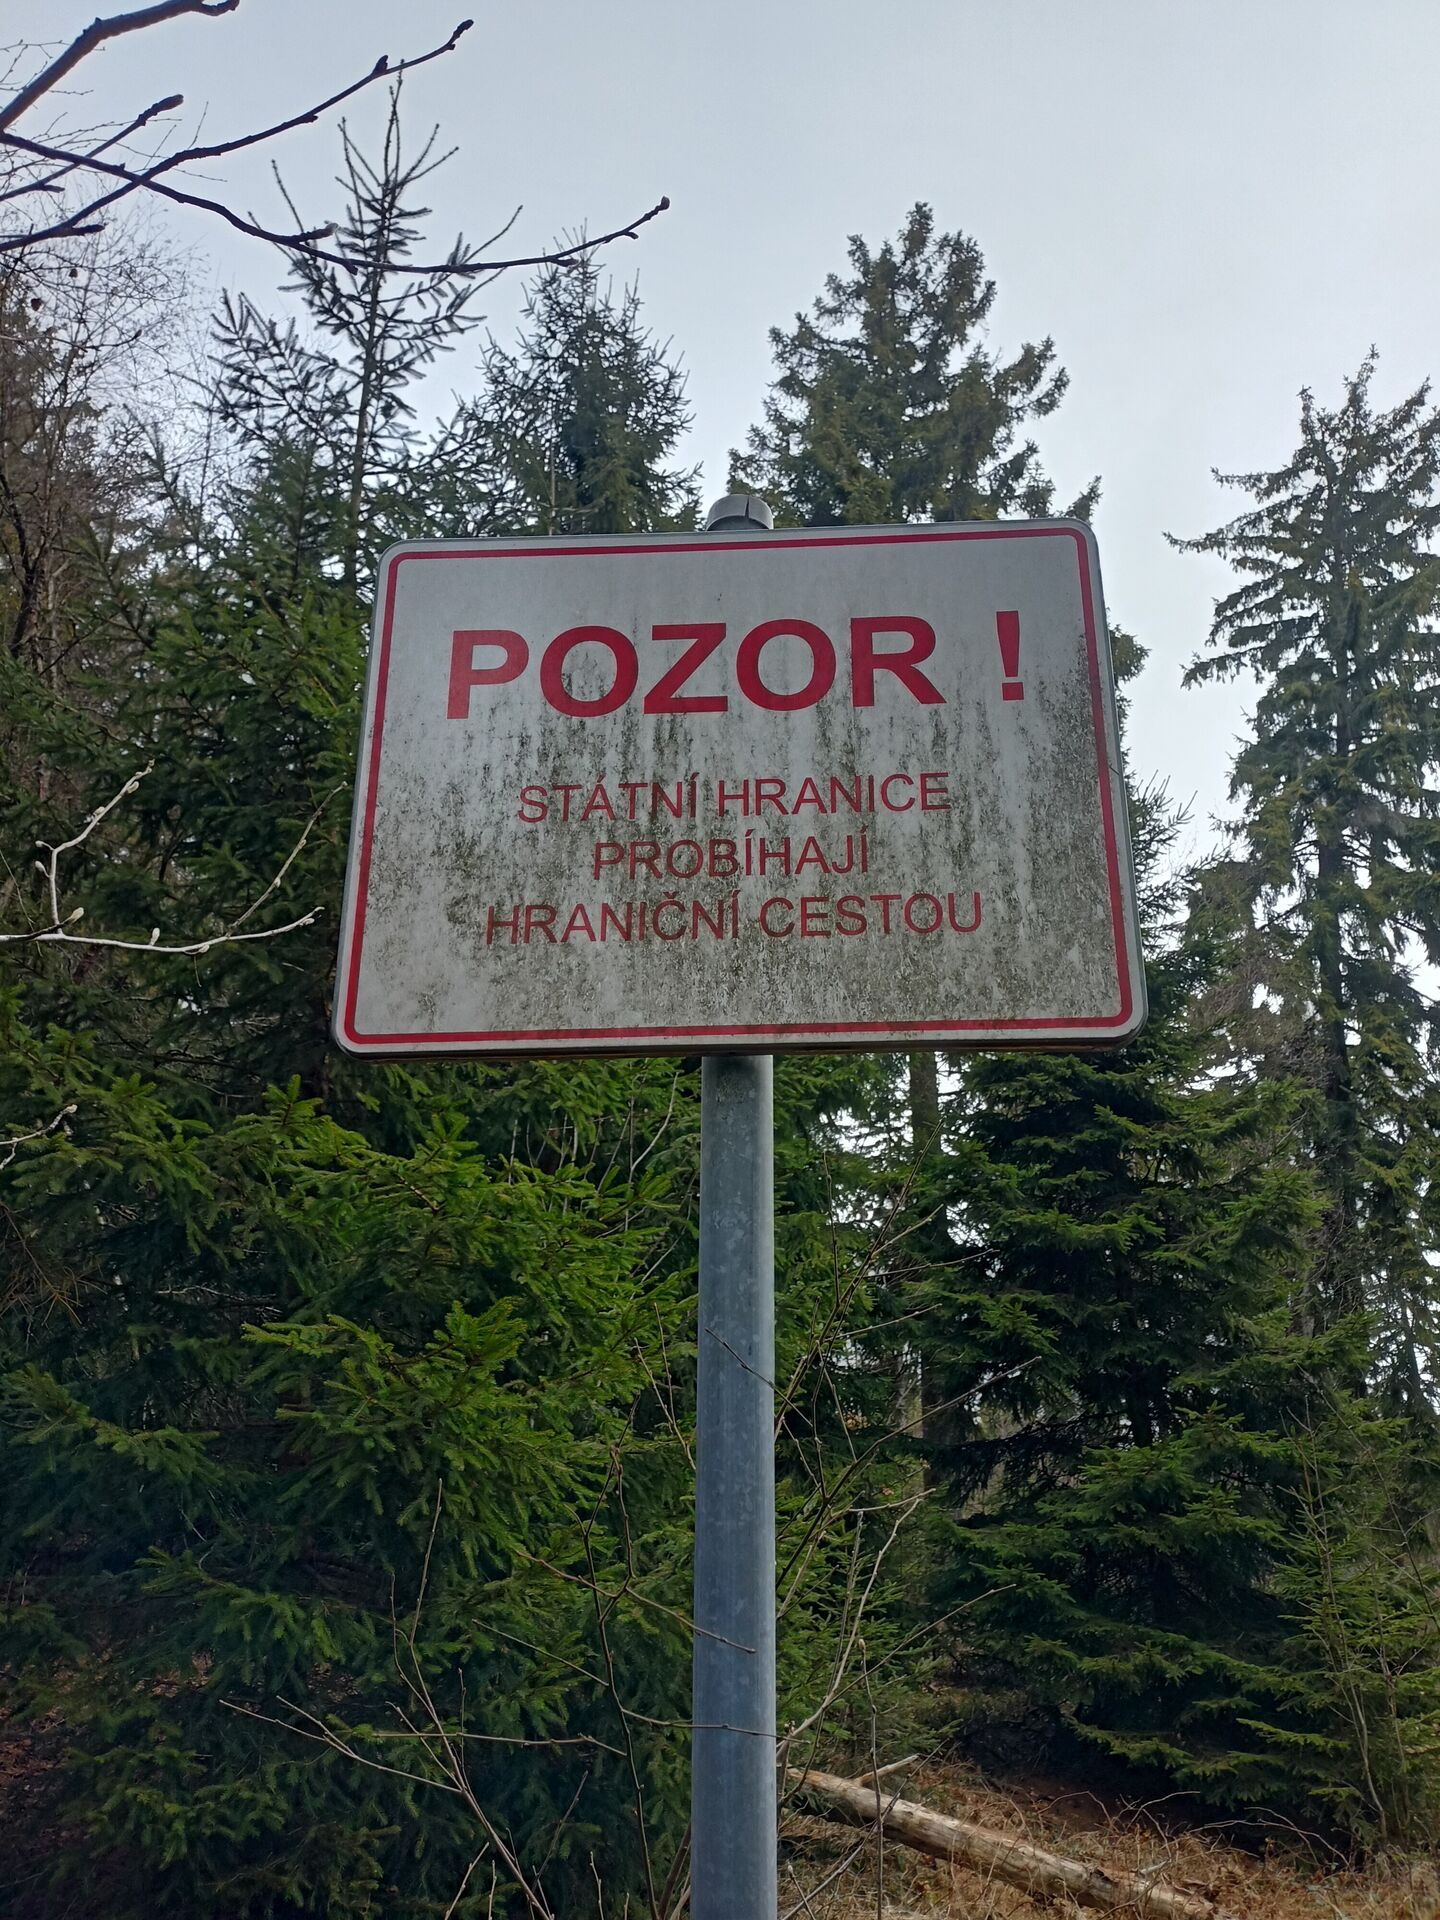 POZOR !
STÁTNÍ HRANICE
PROBÍHAJÍ
HRANIČNÍ CESTOU